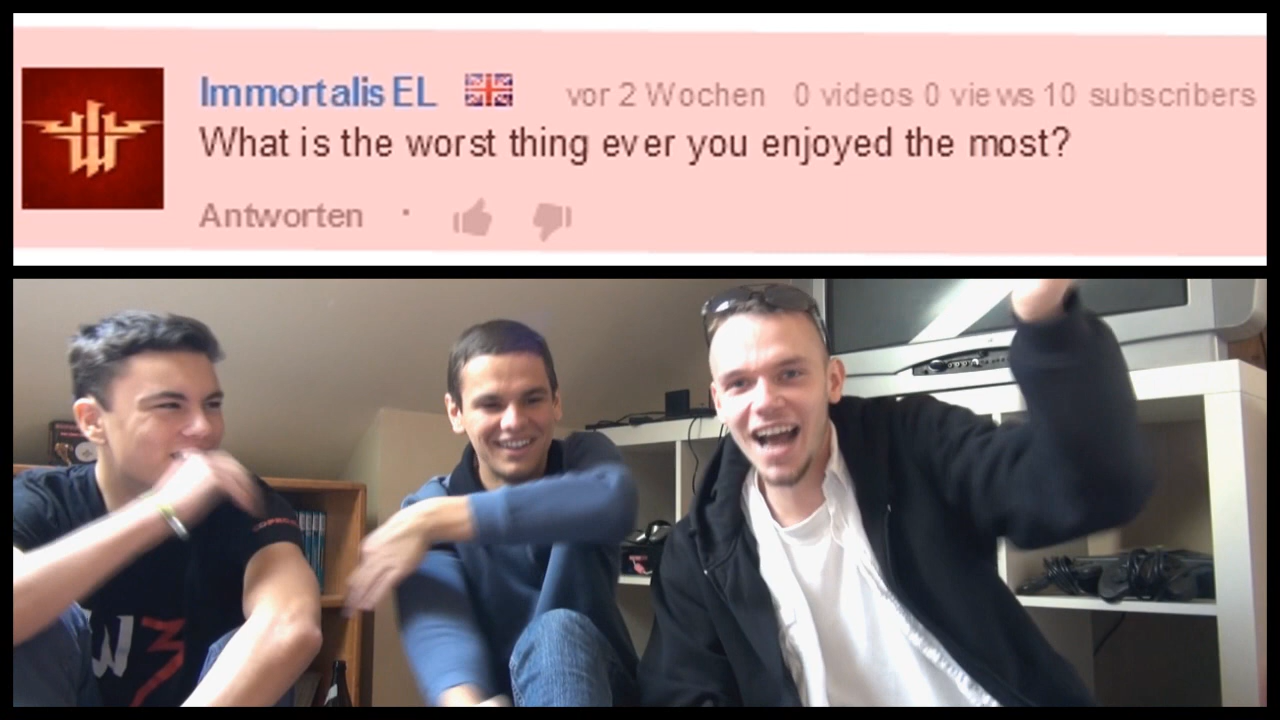 Immortalis EL vor 2 Wochen 0 videos 0 views 10 subscribers
What is the worst thing ever you enjoyed the most?
Antworten ·
W3